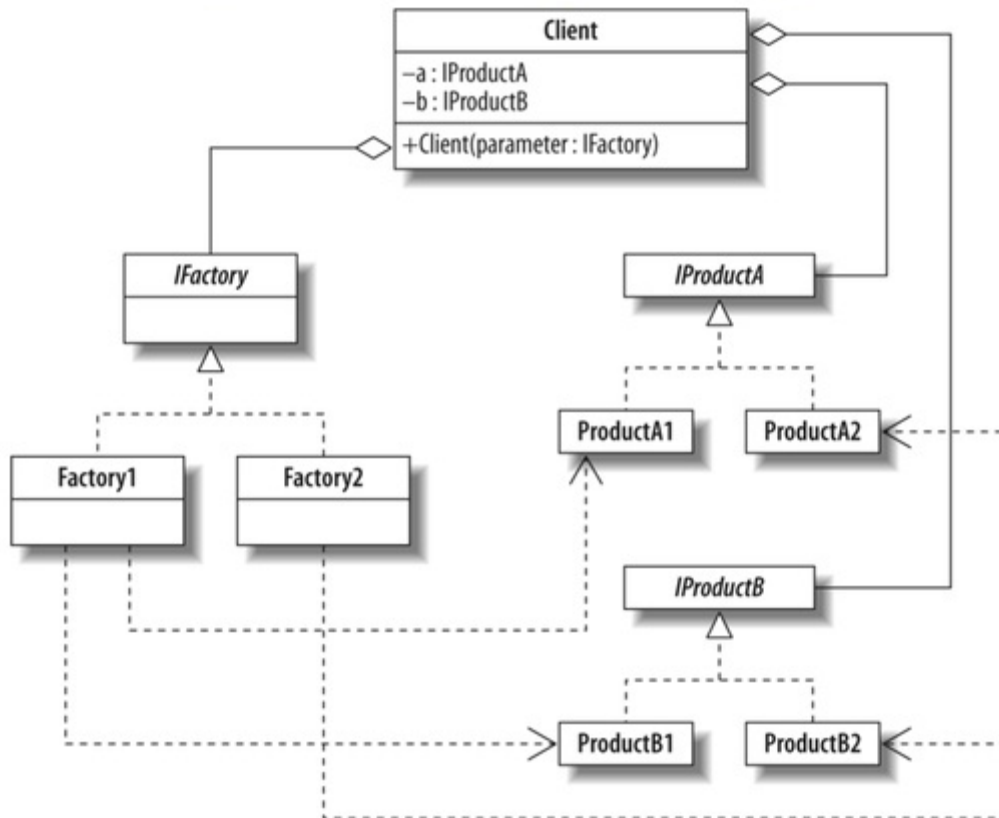 Client
–a : IProductA
–b : IProductB
+Client(parameter : IFactory)
IFactory
IProductA
ProductA1
ProductA2
Factory1
Factory2
IProductB
ProductB1
ProductB2